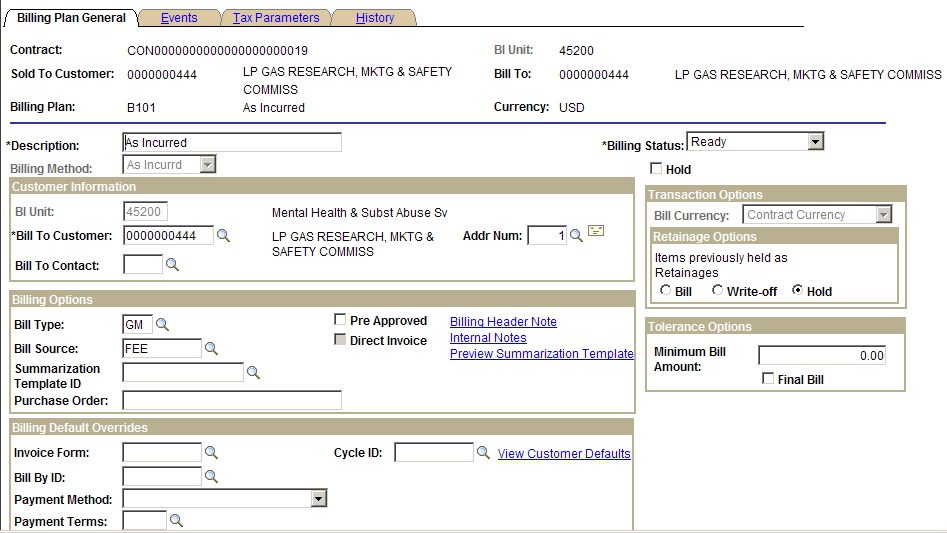 Billing Plan General Events Tax Parameters History
Contract: CON0000000000000000000019 BI Unit: 45200
Sold To Customer: 0000000444 LP GAS RESEARCH, MKTG & SAFETY Bill To: 0000000444 LP GAS RESEARCH, MKTG & SAFETY COMMISS
COMMISS
Billing Plan: B101 As Incurred Currency: USD
*Description: As Incurred *Billing Status: Ready
Billing Method: As Incurrd Hold
Customer Information
BI Unit: 45200 Mental Health & Subst Abuse Sv
*Bill To Customer: 0000000444 LP GAS RESEARCH, MKTG & Addr Num: 1
SAFETY COMMISS
Bill To Contact:
Transaction Options
Bill Currency: Contract Currency
Retainage Options
Items previously held as
Retainages
Bill Write-off Hold
Billing Options
Bill Type: GM Pre Approved Billing Header Note
Bill Source: FEE Direct Invoice Internal Notes
Preview Summarization Template
Summarization
Template ID
Purchase Order:
Tolerance Options
Minimum Bill
Amount: 0.00
Final Bill
Billing Default Overrides
Invoice Form: Cycle ID: View Customer Defaults
Bill By ID:
Payment Method:
Payment Terms: